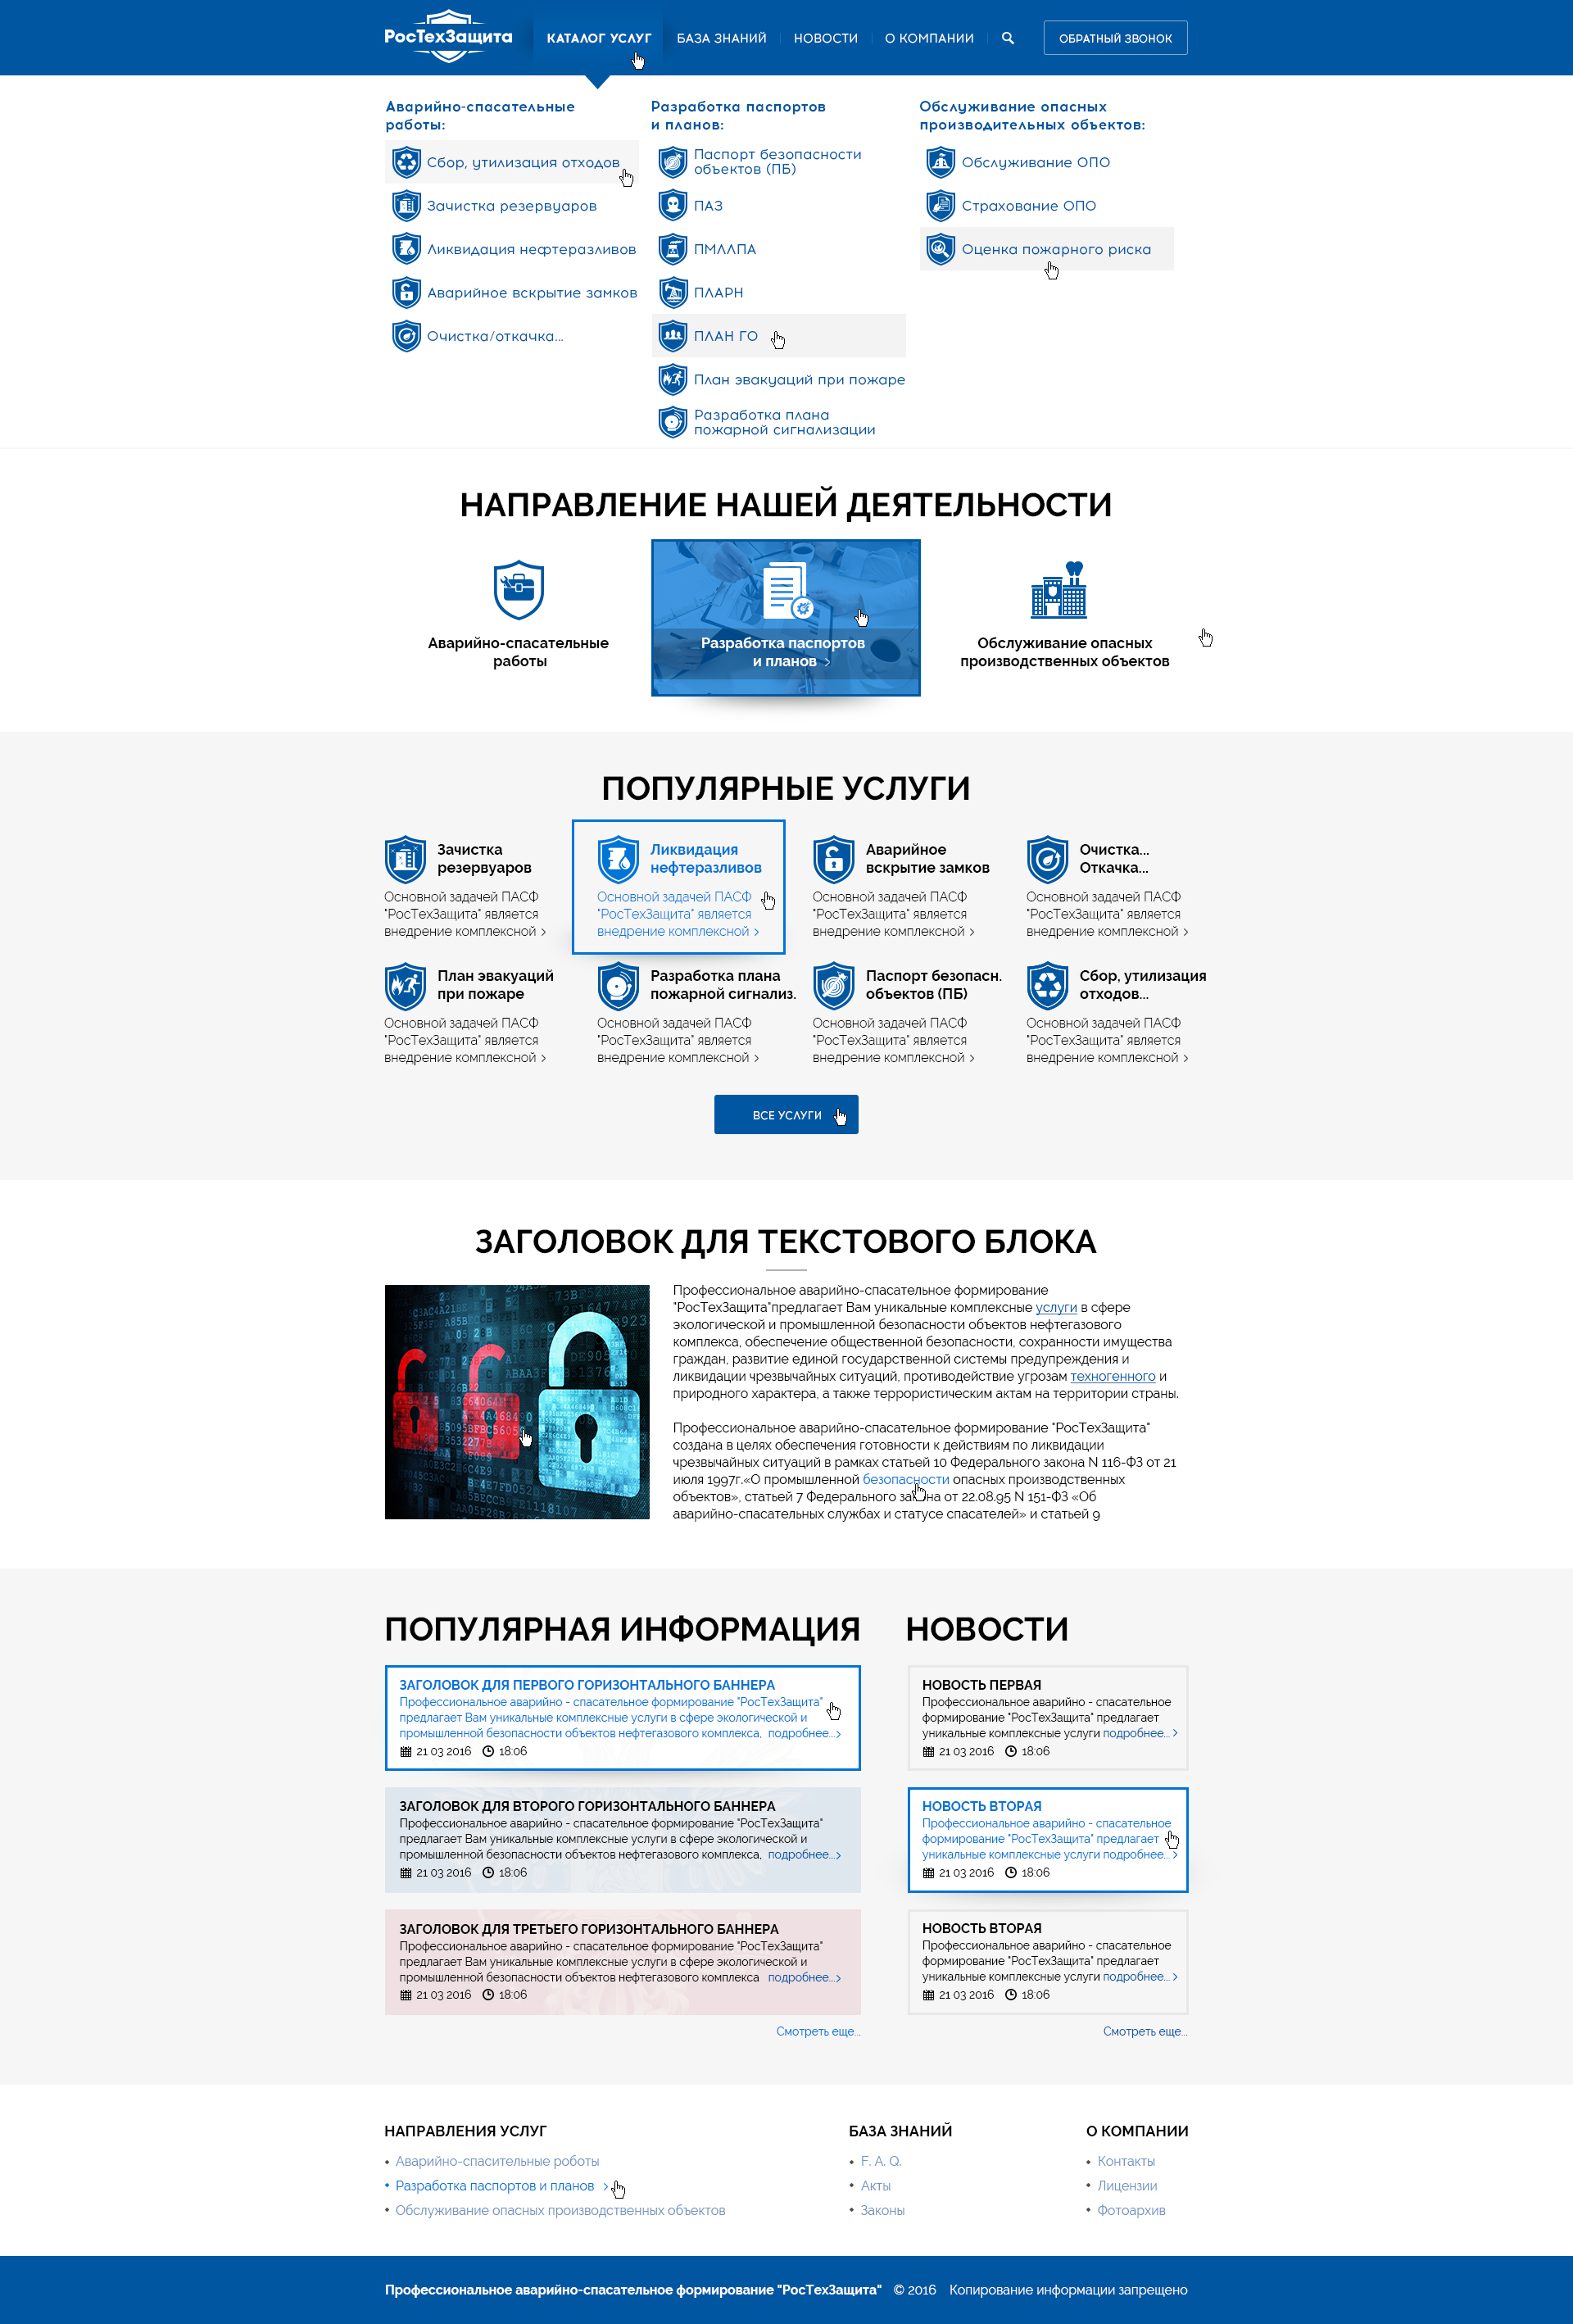 РосТехЗащита
КАТАЛОГ УСЛУГ
БАЗА ЗНАНИЙ
НОВОСТИ
О КОМПАНИИ
ОБРАТНЫЙ ЗВОНОК
Аварийно-спасательные
работы:
Сбор, утилизация отходов
Зачистка резервуаров
Ликвидация нефтеразливов
Аварийное вскрытие замков
Очистка/откачка...
Разработка паспортов
и планов:
Паспорт безопасности
объектов (ПБ)
ПАЗ
ПМЛЛПА
ПЛАРН
ПЛАН ГО
План эвакуаций при пожаре
Разработка плана
пожарной сигнализации
Обслуживание опасных
производительных объектов:
Обслуживание ОПО
Страхование ОПО
Оценка пожарного риска
НАПРАВЛЕНИЕ НАШЕЙ ДЕЯТЕЛЬНОСТИ
Аварийно-спасательные
работы
Разработка паспортов
и планов
Обслуживание опасных
производственных объектов
ПОПУЛЯРНЫЕ УСЛУГИ
Зачистка
резервуаров
Основной задачей ПАСФ
"РосТехЗащита" является
внедрение комплексной
Ликвидация
нефтеразливов
Основной задачей ПАСФ
"РосТехЗащита" является
внедрение комплексной
Аварийное
вскрытие замков
Основной задачей ПАСФ
"РосТехЗащита" является
внедрение комплексной
Очистка...
Откачка...
Основной задачей ПАСФ
"РосТехЗащита" является
внедрение комплексной
План эвакуаций
при пожаре
Основной задачей ПАСФ
"РосТехЗащита" является
внедрение комплексной
Разработка плана
пожарной сигнализ.
Основной задачей ПАСФ
"РосТехЗащита" является
внедрение комплексной
Паспорт безопасн.
объектов (ПБ)
Основной задачей ПАСФ
"РосТехЗащита" является
внедрение комплексной
Сбор, утилизация
отходов...
Основной задачей ПАСФ
"РосТехЗащита" является
внедрение комплексной
ВСЕ УСЛУГИ
ЗАГОЛОВОК ДЛЯ ТЕКСТОВОГО БЛОКА
Профессиональное аварийно-спасательное формирование
"РосТехЗащита"предлагает Вам уникальные комплексные услуги в сфере
экологической и промышленной безопасности объектов нефтегазового
комплекса, обеспечение общественной безопасности, сохранности имущества
граждан, развитие единой государственной системы предупреждения и
ликвидации чрезвычайных ситуаций, противодействие угрозам техногенного и
природного характера, а также террористическим актам на территории страны.
Профессиональное аварийно-спасательное формирование "РосТехЗащита"
создана в целях обеспечения готовности к действиям по ликвидации
чрезвычайных ситуаций в рамках статьей 10 Федерального закона N 116-ФЗ от 21
июля 1997г.«О промышленной безопасности опасных производственных
объектов», статьей 7 Федерального закона от 22.08.95 N 151-ФЗ «Об
аварийно-спасательных службах и статусе спасателей» и статьей 9
ПОПУЛЯРНАЯ ИНФОРМАЦИЯ
ЗАГОЛОВОК ДЛЯ ПЕРВОГО ГОРИЗОНТАЛЬНОГО БАННЕРА
Профессиональное аварийно - спасательное формирование "РосТехЗащита"
предлагает Вам уникальные комплексные услуги в сфере экологической и
промышленной безопасности объектов нефтегазового комплекса, подробнее...
21 03 2016 18:06
ЗАГОЛОВОК ДЛЯ ВТОРОГО ГОРИЗОНТАЛЬНОГО БАННЕРА
Профессиональное аварийно - спасательное формирование "РосТехЗащита"
предлагает Вам уникальные комплексные услуги в сфере экологической и
промышленной безопасности объектов нефтегазового комплекса, подробнее...
21 03 2016 18:06
ЗАГОЛОВОК ДЛЯ ТРЕТЬЕГО ГОРИЗОНТАЛЬНОГО БАННЕРА
Профессиональное аварийно - спасательное формирование "РосТехЗащита"
предлагает Вам уникальные комплексные услуги в сфере экологической и
промышленной безопасности объектов нефтегазового комплекса подробнее...
21 03 2016 18:06
Смотреть еще...
НОВОСТИ
НОВОСТЬ ПЕРВАЯ
Профессиональное аварийно - спасательное
формирование "РосТехЗащита" предлагает
уникальные комплексные услуги подробнее...
21 03 2016 18:06
НОВОСТЬ ВТОРАЯ
Профессиональное аварийно - спасательное
формирование "РосТехЗащита" предлагает
уникальные комплексные услуги подробнее...
21 03 2016 18:06
НОВОСТЬ ВТОРАЯ
Профессиональное аварийно - спасательное
формирование "РосТехЗащита" предлагает
уникальные комплексные услуги подробнее...
21 03 2016 18:06
Смотреть еще...
НАПРАВЛЕНИЯ УСЛУГ
Аварийно-спасительные роботы
Разработка паспортов и планов
Обслуживание опасных производственных объектов
БАЗА ЗНАНИЙ
F. A. Q.
Акты
Законы
О КОМПАНИИ
Контакты
Лицензии
Фотоархив
Профессиональное аварийно-спасательное формирование "РосТехЗащита" © 2016 Копирование информации запрещено